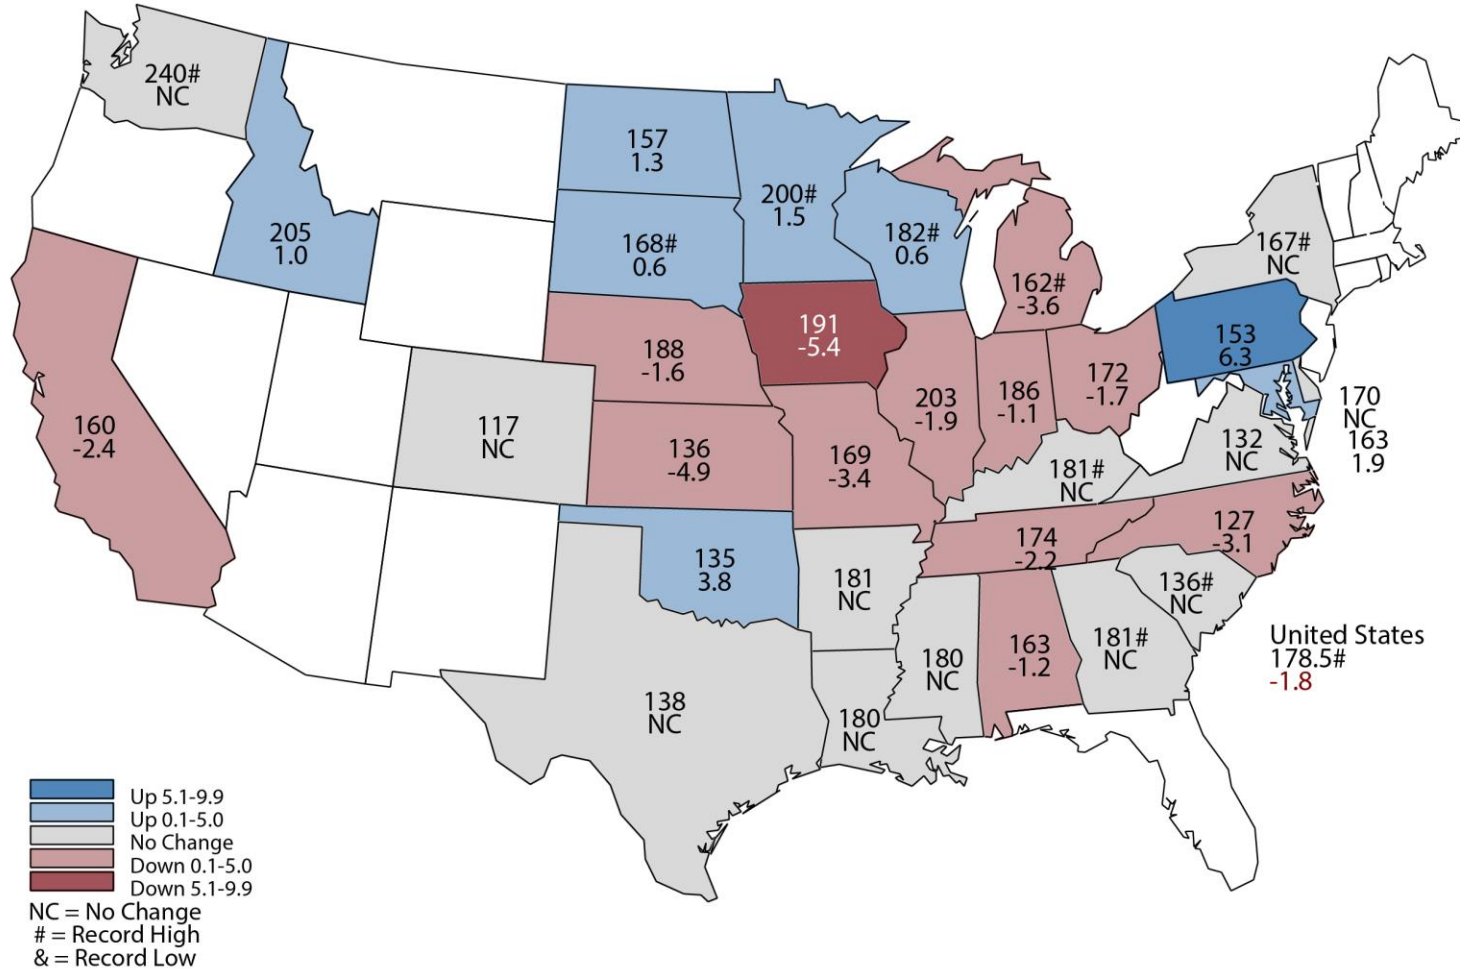 240#
NC
157
1.3
200#
1.5
205
1.0
168#
0.6
182#
0.6
167#
NC
162#
-3.6
191
-5.4
153
6.3
188
-1.6
203
-1.9
186
-1.1
172
-1.7
160
-2.4
117
NC
136
-4.9
169
-3.4
181#
NC
132
NC
170
NC
163
1.9
135
3.8
181
NC
174
-2.2
127
-3.1
136#
NC
138
NC
180
NC
180
NC
163
-1.2
181#
NC
United States
178.5#
-1.8
Up 5.1-9.9
Up 0.1-5.0
No Change
Down 0.1-5.0
Down 5.1-9.9
NC = No Change
# = Record High
& = Record Low